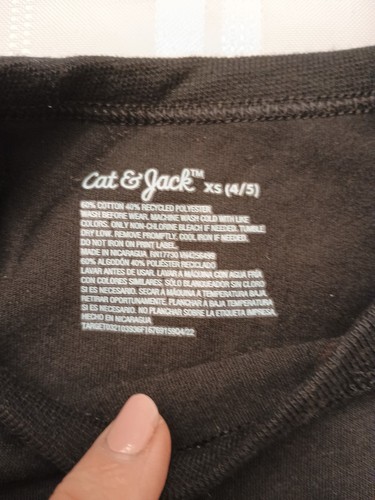 Cat & Jack™ XS (4/5)
60% COTTON 40% RECYCLED POLYESTER
WASH BEFORE WEAR. MACHINE WASH COLD WITH LIKE
COLORS. ONLY NON-CHLORINE BLEACH IF NEEDED. TUMBLE
DRY LOW. REMOVE PROMPTLY. COOL IRON IF NEEDED.
DO NOT IRON ON PRINT LABEL.
MADE IN NICARAGUA.
60% ALGODÓN 40% POLIÉSTER RECICLADO
LAVAR ANTES DE USAR. LAVAR A MÁQUINA CON AGUA FRÍA
CON COLORES SIMILARES. SÓLO BLANQUEADOR SIN CLORO
SI ES NECESARIO. SECAR A MÁQUINA A TEMPERATURA BAJA.
RETIRAR OPORTUNAMENTE. PLANCHAR A BAJA TEMPERATURA
SI ES NECESARIO. NO PLANCHAR SOBRE LA ETIQUETA IMPRESA.
HECHO EN NICARAGUA